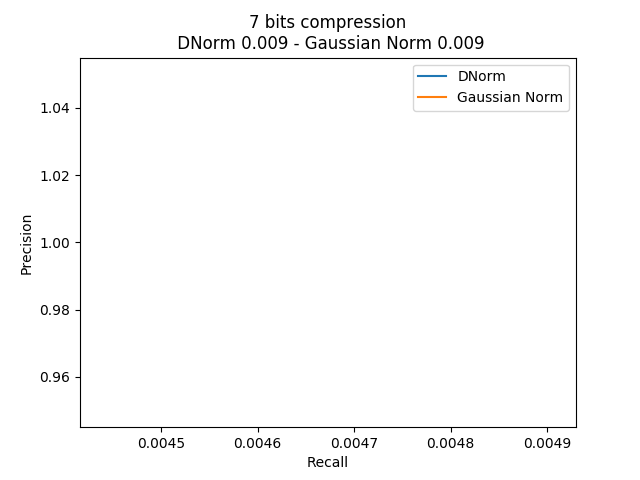 7 bits compression
DNorm 0.009 - Gaussian Norm 0.009
DNorm
Gaussian Norm
1.04
1.02
1.00
0.98
0.96
Precision
0.0045
0.0046
0.0047
0.0048
0.0049
Recall